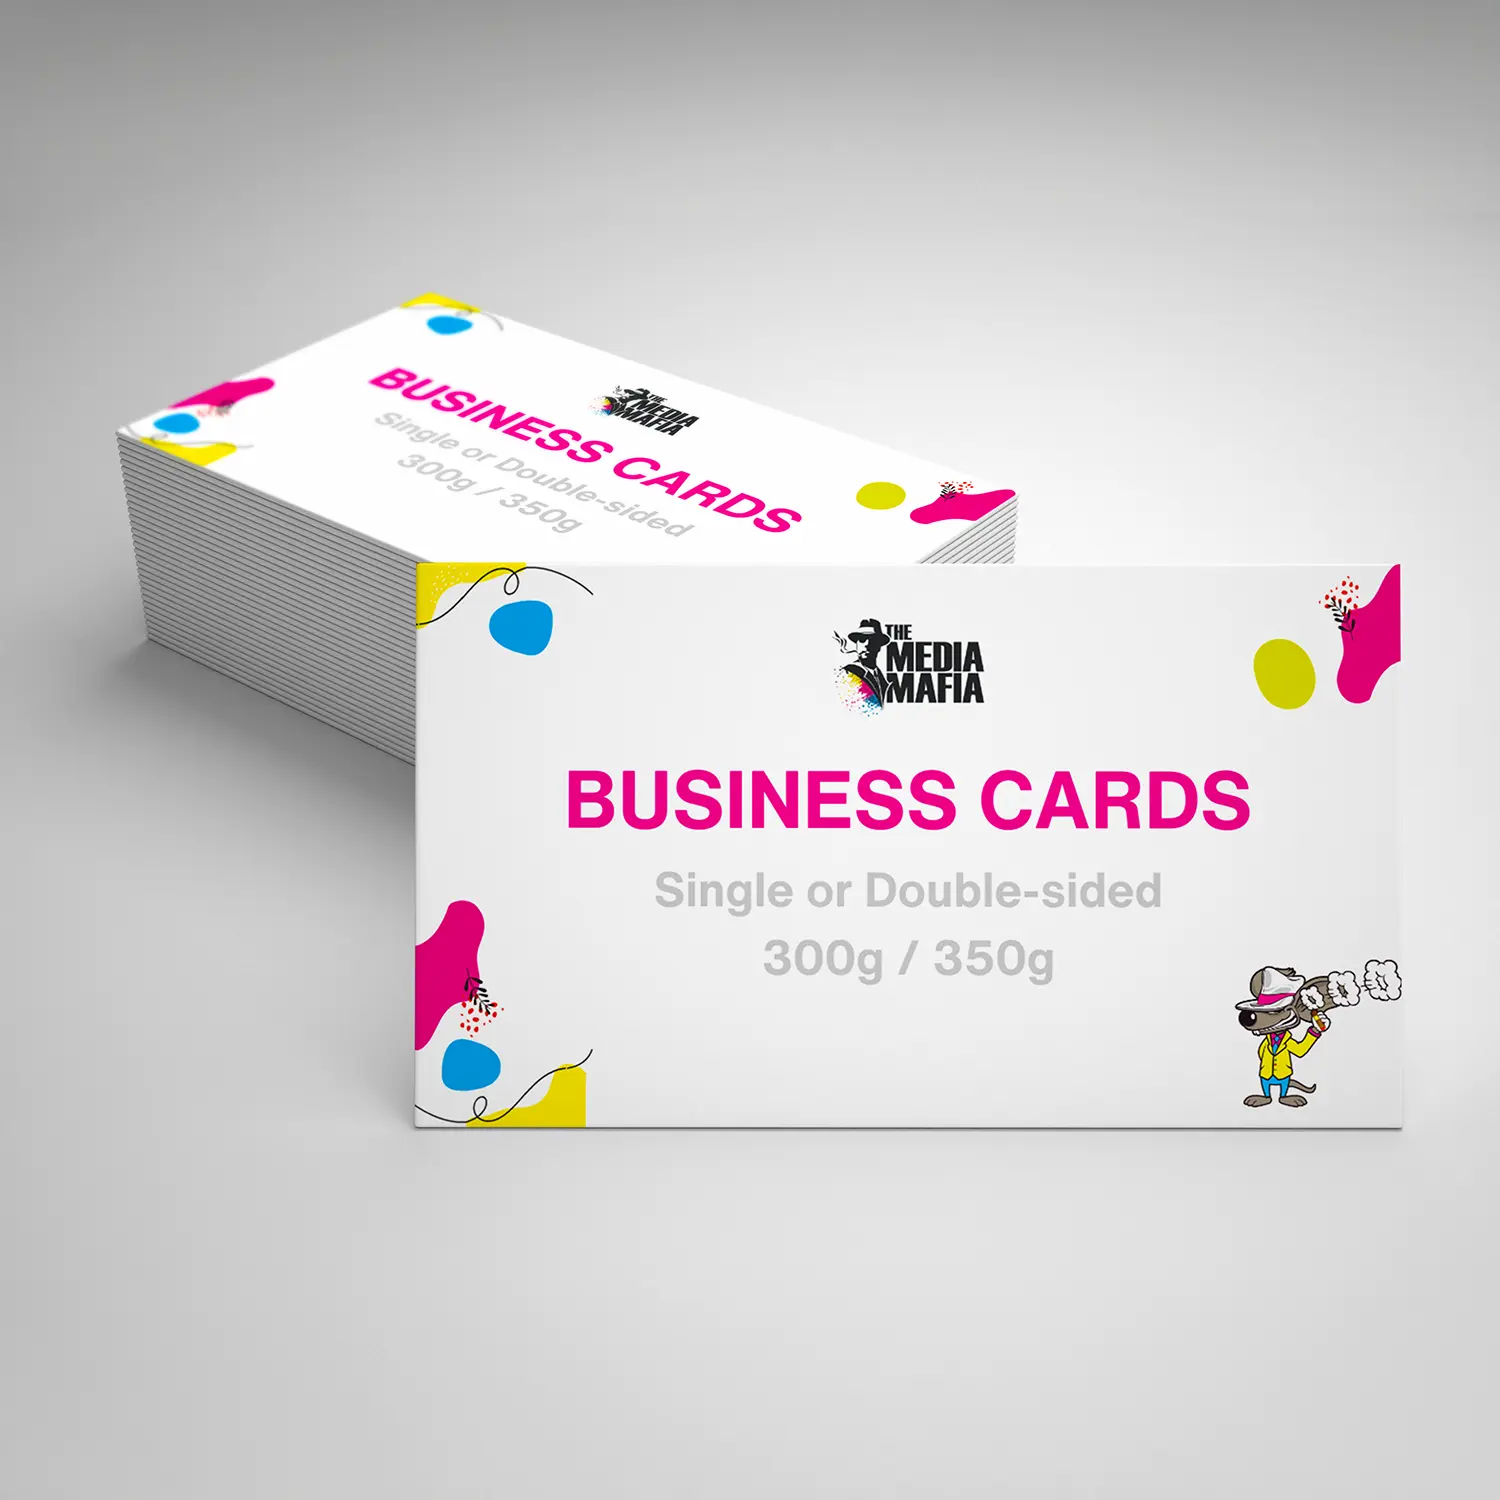 THE
MEDIA
MAFIA
BUSINESS CARDS
Single or Double-sided
300g / 350g
THE
MEDIA
MAFIA
BUSINESS CARDS
Single or Double-sided
300g / 350g